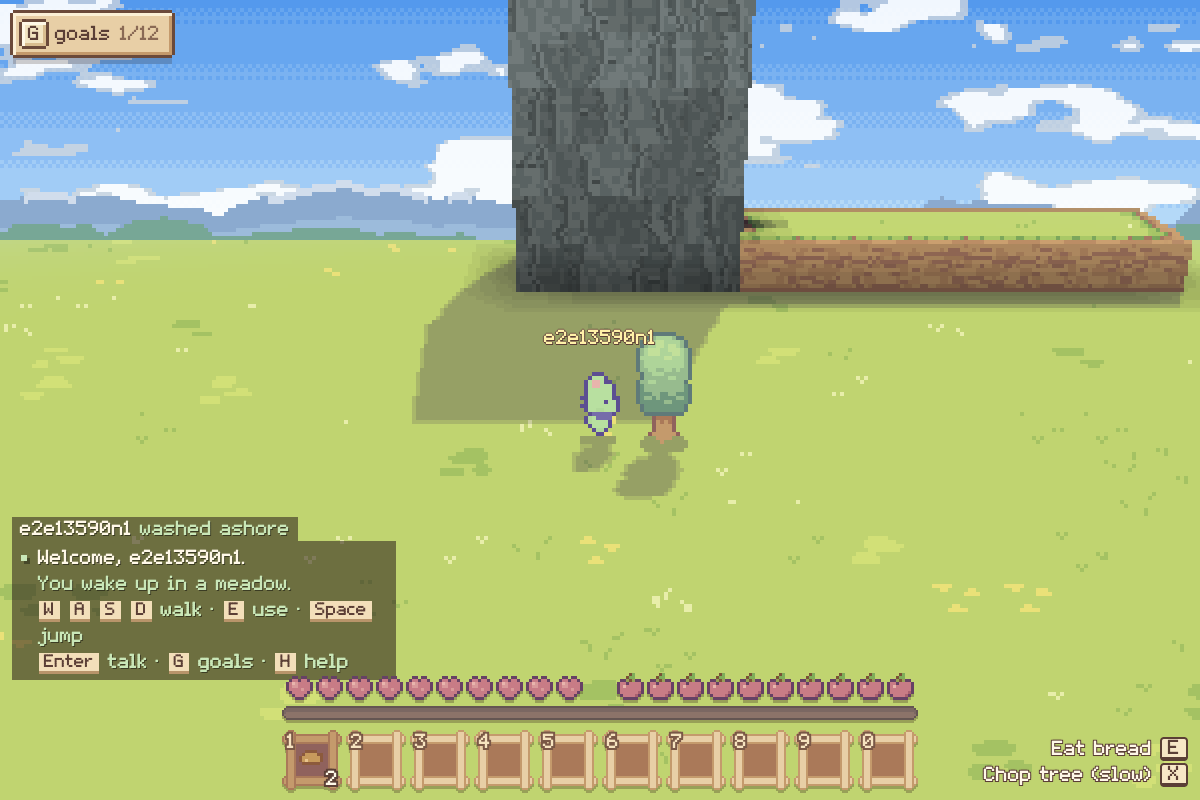 G goals 1/12
e2e13590n1
e2e13590n1 washed ashore
Welcome, e2e13590n1.
You wake up in a meadow.
W A S D walk · E use · Space
jump
Enter talk · G goals · H help
1 2 3 4 5 6 7 8 9 0
2
Eat bread E
Chop tree (slow) X